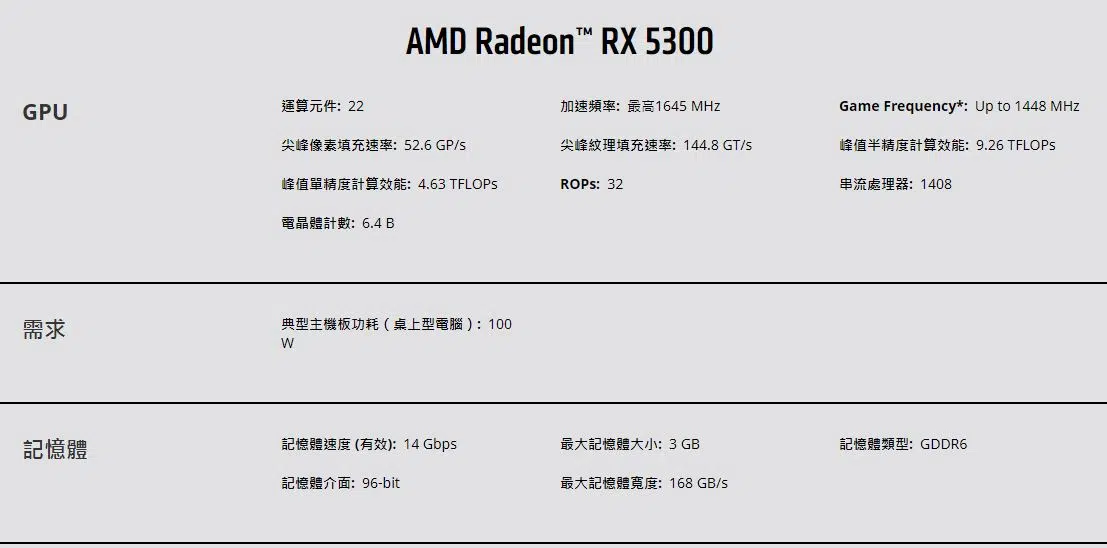 AMD Radeon™ RX 5300
GPU
運算元件: 22
加速頻率: 最高1645 MHz
Game Frequency*: Up to 1448 MHz
尖峰像素填充速率: 52.6 GP/s
尖峰紋理填充速率: 144.8 GT/s
峰值半精度計算效能: 9.26 TFLOPs
峰值單精度計算效能: 4.63 TFLOPs
ROPs: 32
串流處理器: 1408
電晶體計數: 6.4 B
需求
典型主機板功耗 ( 桌上型電腦 ) : 100
W
記憶體
記憶體速度 (有效): 14 Gbps
最大記憶體大小: 3 GB
記憶體類型: GDDR6
記憶體介面: 96-bit
最大記憶體寬度: 168 GB/s